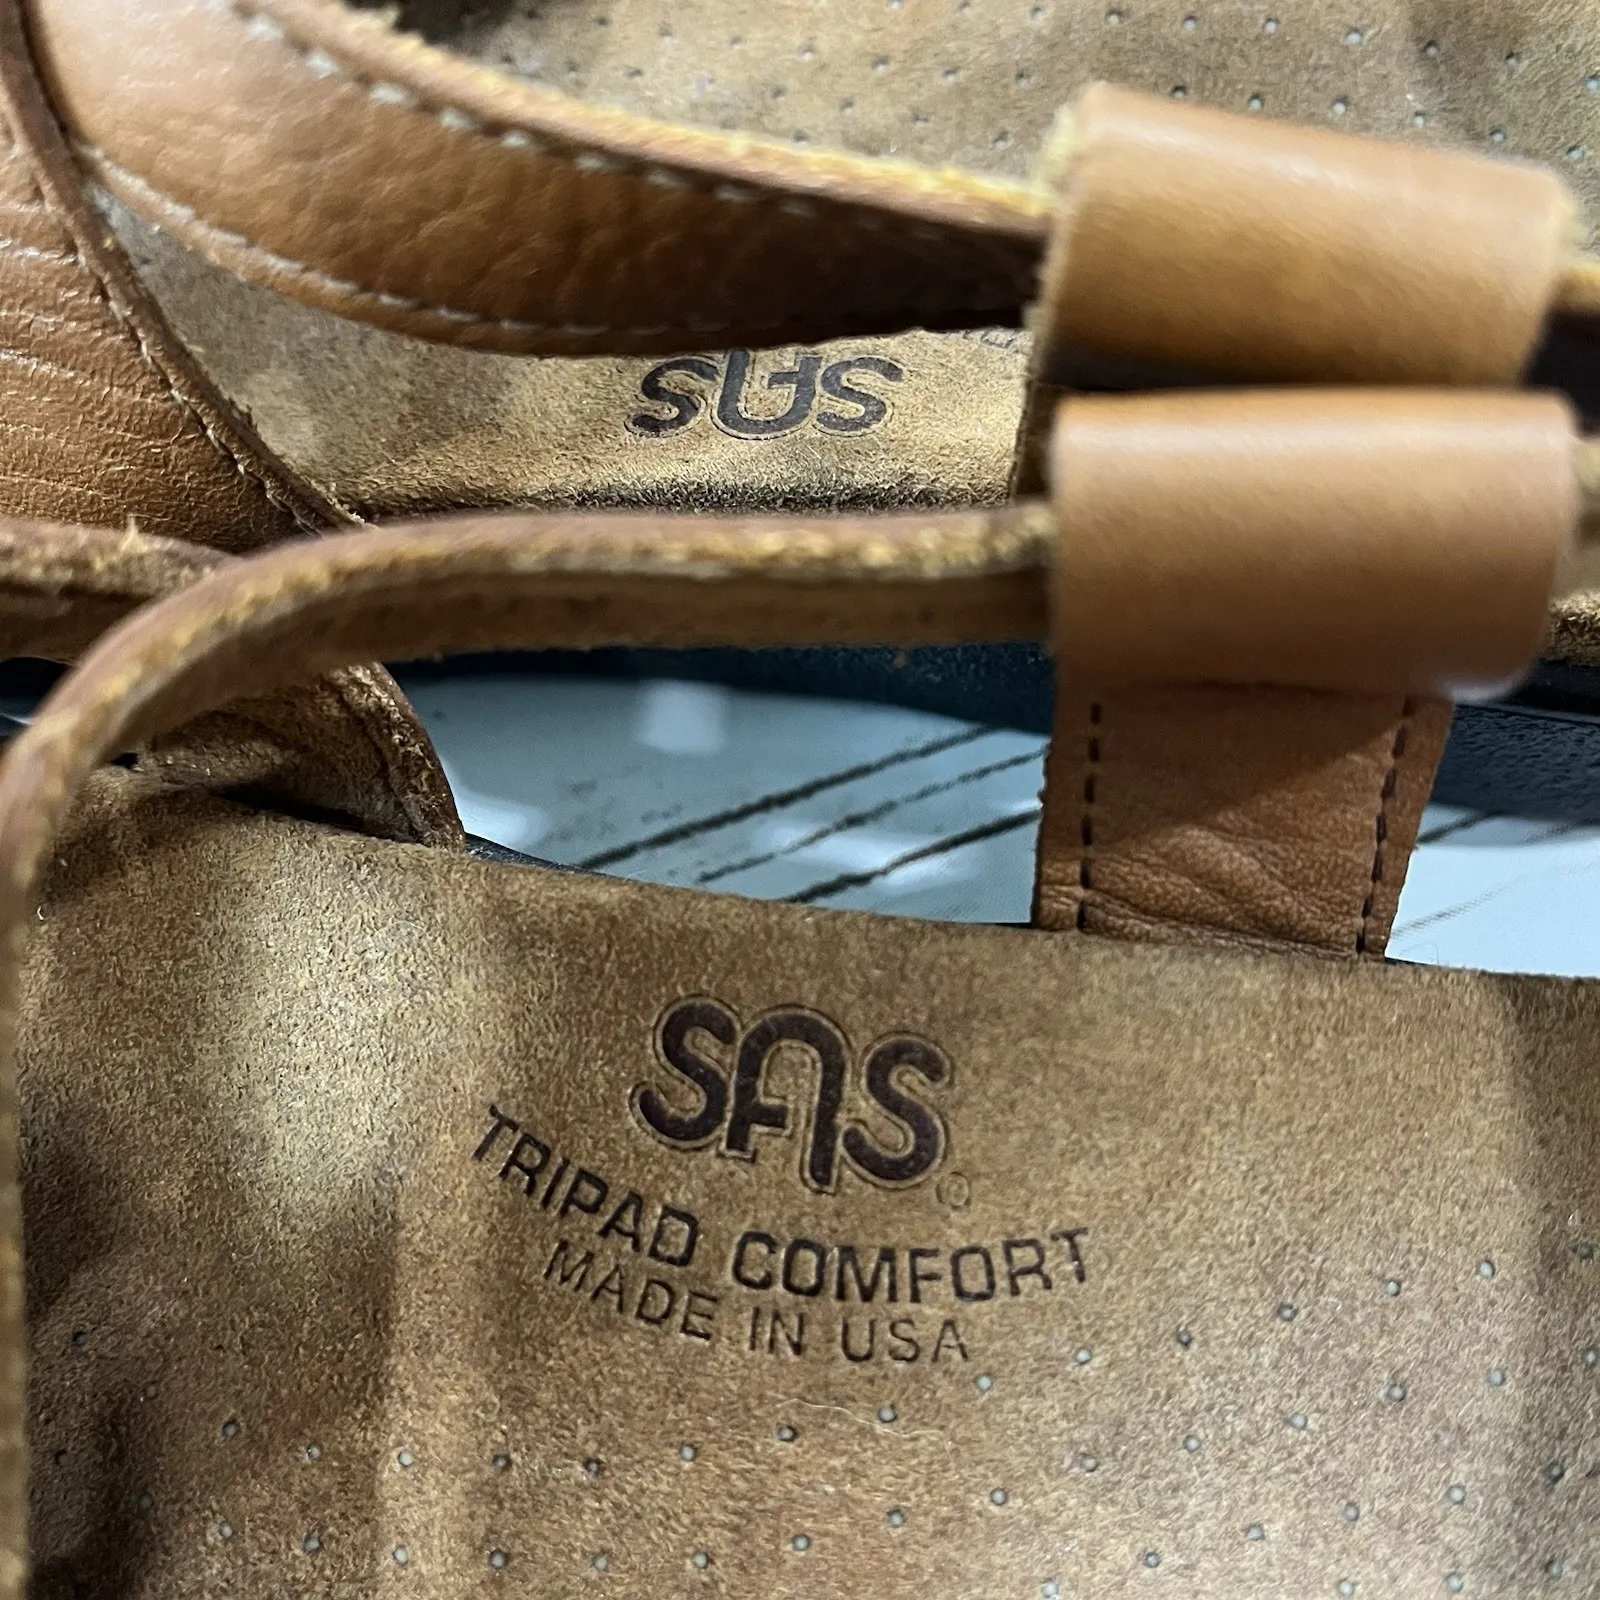 SAS
SAS®
TRIPAD COMFORT
MADE IN USA